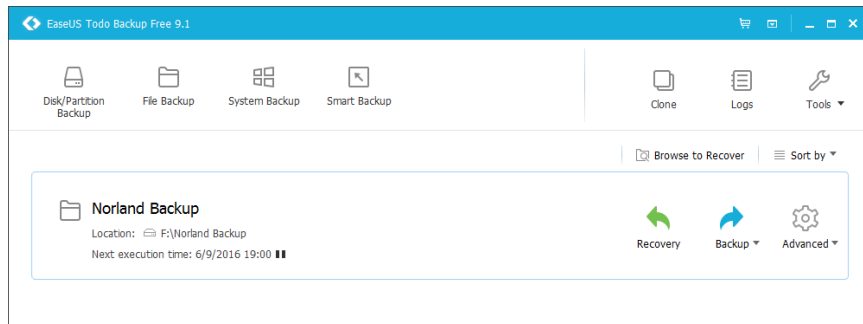 EaseUS Todo Backup Free 9.1
Disk/Partition
Backup
File Backup
System Backup
Smart Backup
Clone
Logs
Tools
Browse to Recover
Sort by
Norland Backup
Location: F:\Norland Backup
Next execution time: 6/9/2016 19:00
Recovery
Backup
Advanced